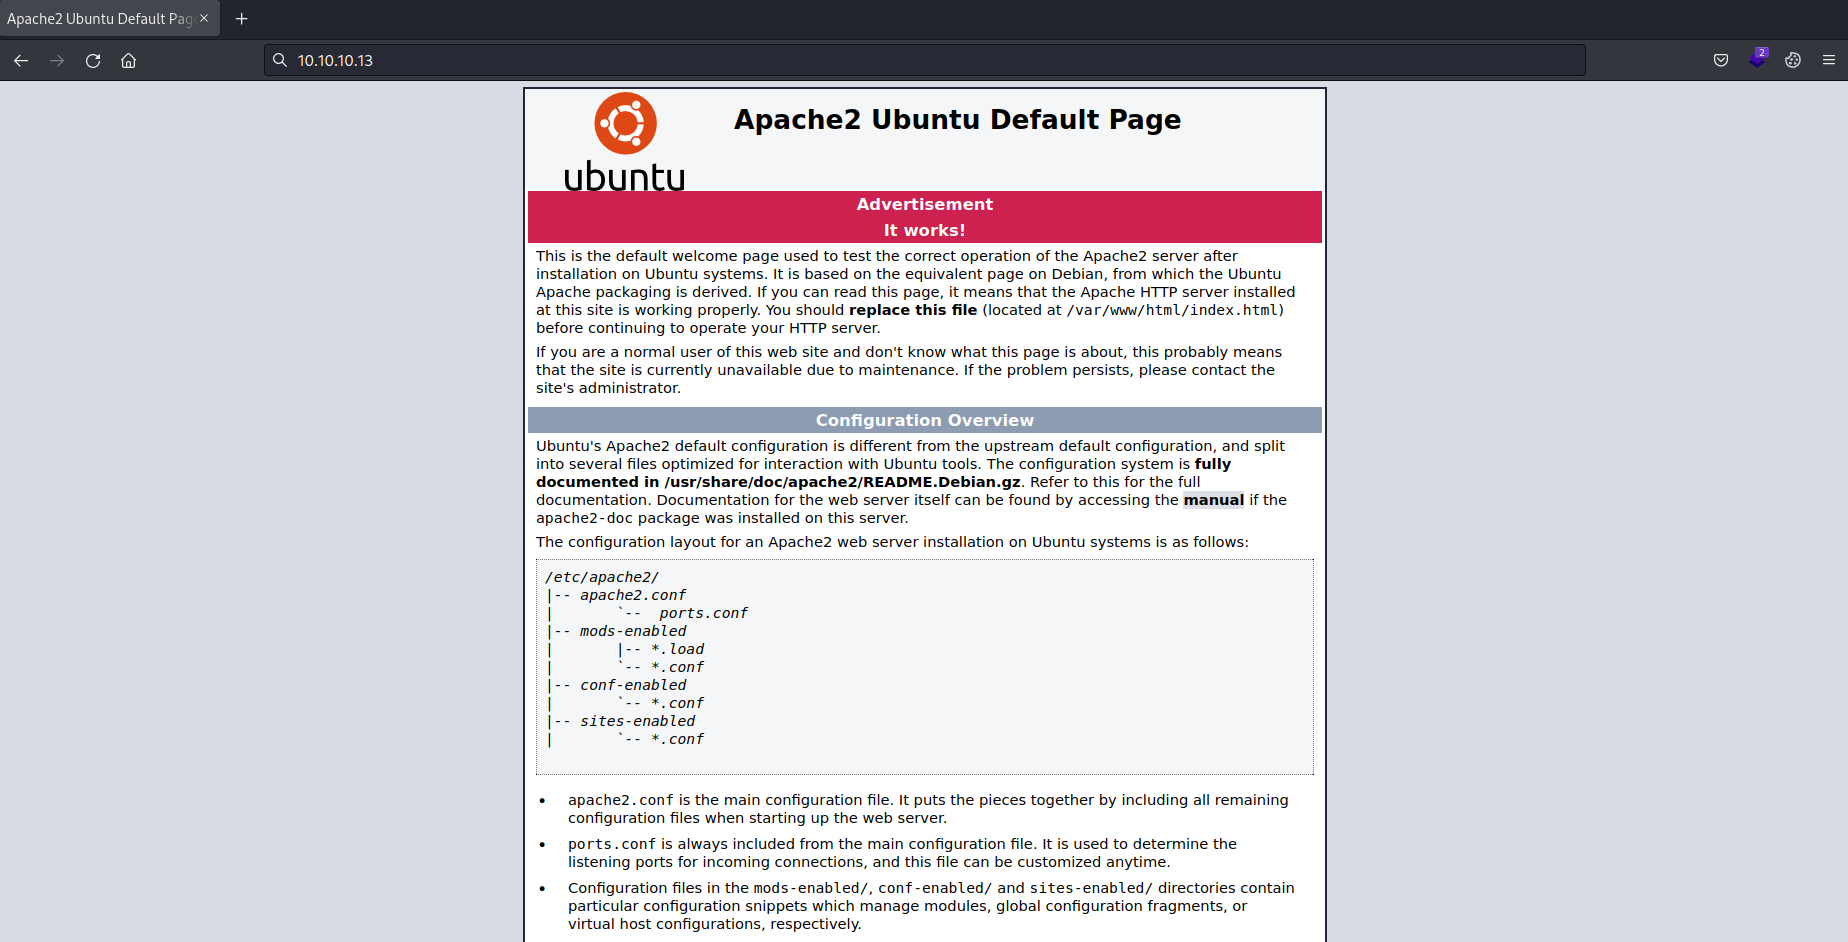 Apache2 Ubuntu Default Pag
10.10.10.13
2
ubuntu
Apache2 Ubuntu Default Page
Advertisement
It works!
This is the default welcome page used to test the correct operation of the Apache2 server after
installation on Ubuntu systems. It is based on the equivalent page on Debian, from which the Ubuntu
Apache packaging is derived. If you can read this page, it means that the Apache HTTP server installed
at this site is working properly. You should replace this file (located at /var/www/html/index.html)
before continuing to operate your HTTP server.
If you are a normal user of this web site and don't know what this page is about, this probably means
that the site is currently unavailable due to maintenance. If the problem persists, please contact the
site's administrator.
Configuration Overview
Ubuntu's Apache2 default configuration is different from the upstream default configuration, and split
into several files optimized for interaction with Ubuntu tools. The configuration system is fully
documented in /usr/share/doc/apache2/README.Debian.gz. Refer to this for the full
documentation. Documentation for the web server itself can be found by accessing the manual if the
apache2-doc package was installed on this server.
The configuration layout for an Apache2 web server installation on Ubuntu systems is as follows:
/etc/apache2/
|-- apache2.conf
|       `--  ports.conf
|-- mods-enabled
|       |-- *.load
|       `-- *.conf
|-- conf-enabled
|       `-- *.conf
|-- sites-enabled
|       `-- *.conf
• apache2.conf is the main configuration file. It puts the pieces together by including all remaining
configuration files when starting up the web server.
• ports.conf is always included from the main configuration file. It is used to determine the
listening ports for incoming connections, and this file can be customized anytime.
• Configuration files in the mods-enabled/, conf-enabled/ and sites-enabled/ directories contain
particular configuration snippets which manage modules, global configuration fragments, or
virtual host configurations, respectively.